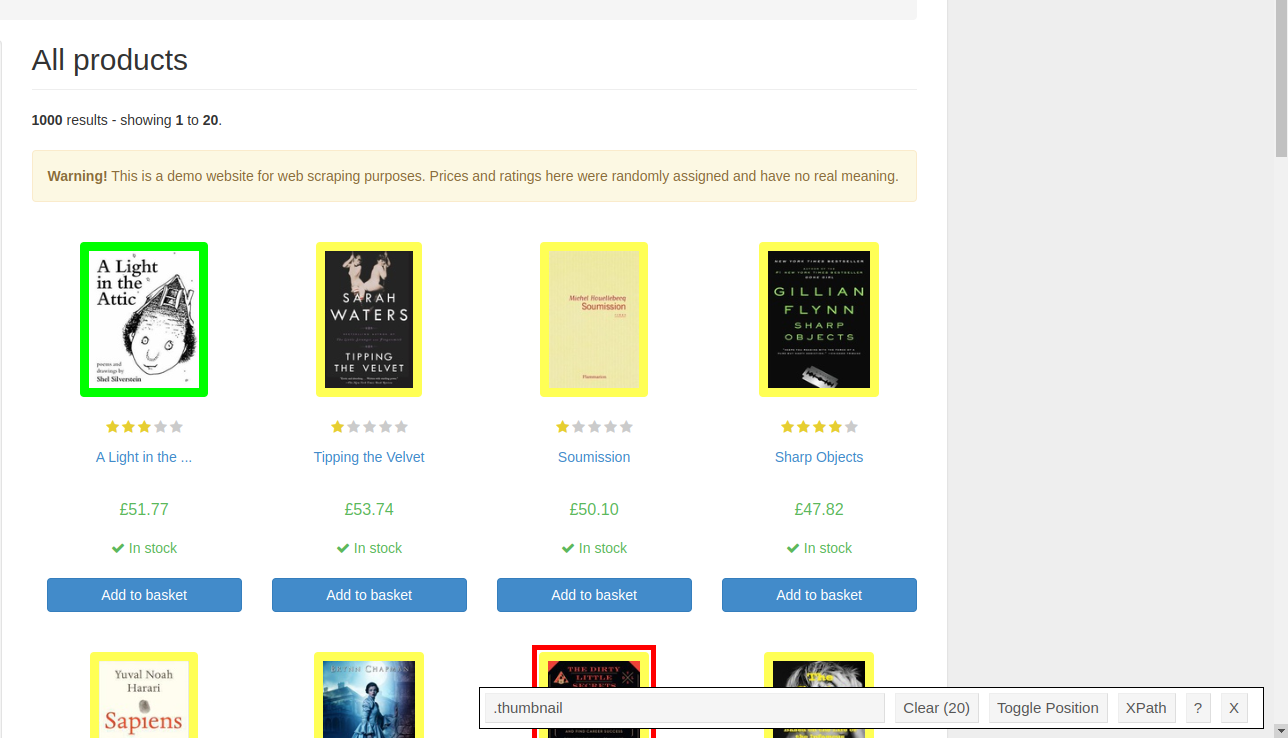 All products
1000 results - showing 1 to 20.
Warning! This is a demo website for web scraping purposes. Prices and ratings here were randomly assigned and have no real meaning.
A Light
in the
Attic
poems and
drawings by
Shel Silverstein
SARAH
WATERS
TIPPING
THE VELVET
Michel Houellebecq
Soumission
Flammarion
NEW YORK TIMES BESTSELLER
GILLIAN
FLYNN
SHARP
OBJECTS
A Light in the ...
Tipping the Velvet
Soumission
Sharp Objects
£51.77
£53.74
£50.10
£47.82
In stock
In stock
In stock
In stock
Add to basket
Add to basket
Add to basket
Add to basket
Yuval Noah
Harari
Sapiens
THE DIRTY
LITTLE SECRETS
The
.thumbnail
Clear (20)
Toggle Position
XPath
?
X